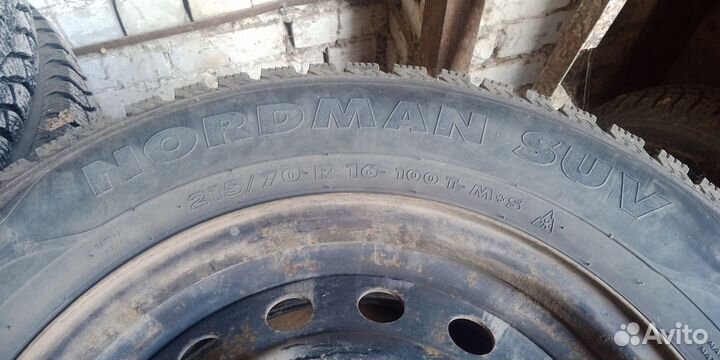 NORDMAN SUV
215/70 R 16 100 T M+S
Avito